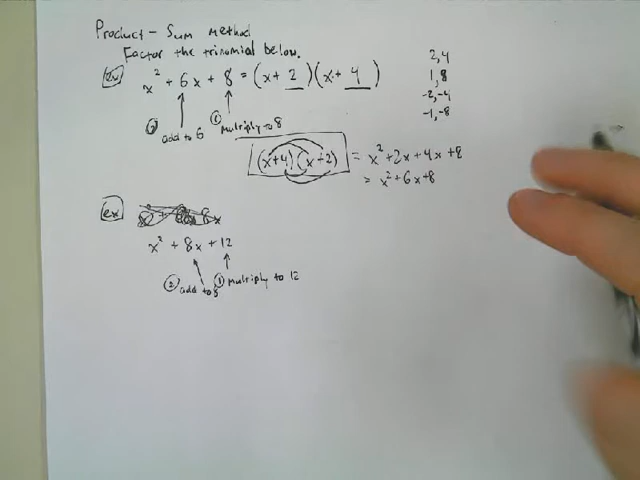 Product - Sum method
Factor the trinomial below.
ex x² + 6x + 8 = (x + 2)(x + 4)
② add to 6
① multiply to 8
2, 4
1, 8
-2, -4
-1, -8
(x+4)(x+2) = x² + 2x + 4x + 8
= x² + 6x + 8
ex
x² + 8x + 12
② add to 8
① multiply to 12